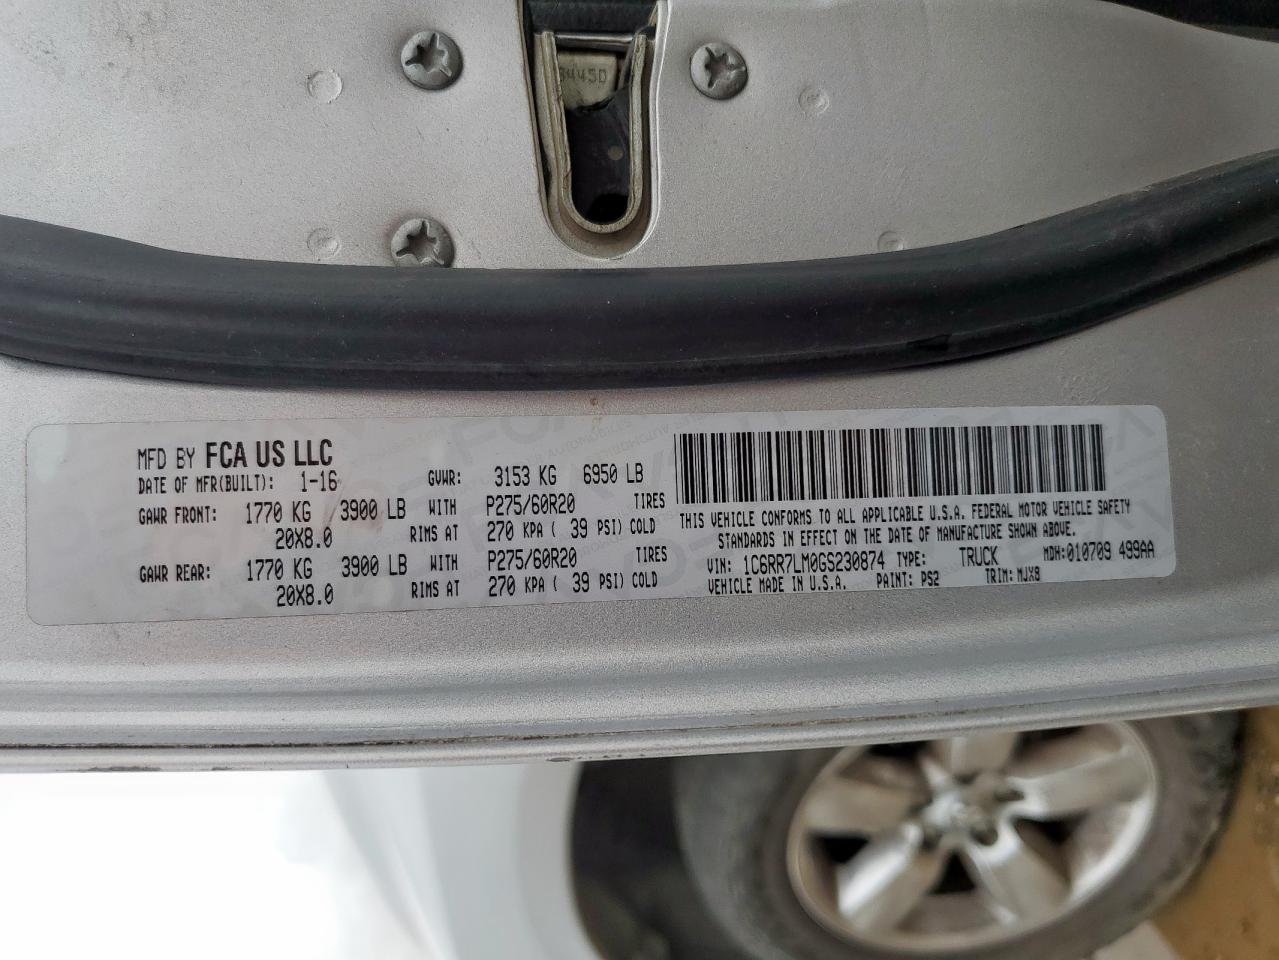 3445D
MFD BY FCA US LLC
DATE OF MFR(BUILT): 1-16 GVWR: 3153 KG 6950 LB
GAWR FRONT: 1770 KG 3900 LB WITH P275/60R20 TIRES
20X8.0 RIMS AT 270 KPA ( 39 PSI) COLD
GAWR REAR: 1770 KG 3900 LB WITH P275/60R20 TIRES
20X8.0 RIMS AT 270 KPA ( 39 PSI) COLD
THIS VEHICLE CONFORMS TO ALL APPLICABLE U.S.A. FEDERAL MOTOR VEHICLE SAFETY
STANDARDS IN EFFECT ON THE DATE OF MANUFACTURE SHOWN ABOVE.
VIN: 1C6RR7LM0GS230874 TYPE: TRUCK MDH:010709 499AA
VEHICLE MADE IN U.S.A. PAINT: PS2 TRIM: MJX8